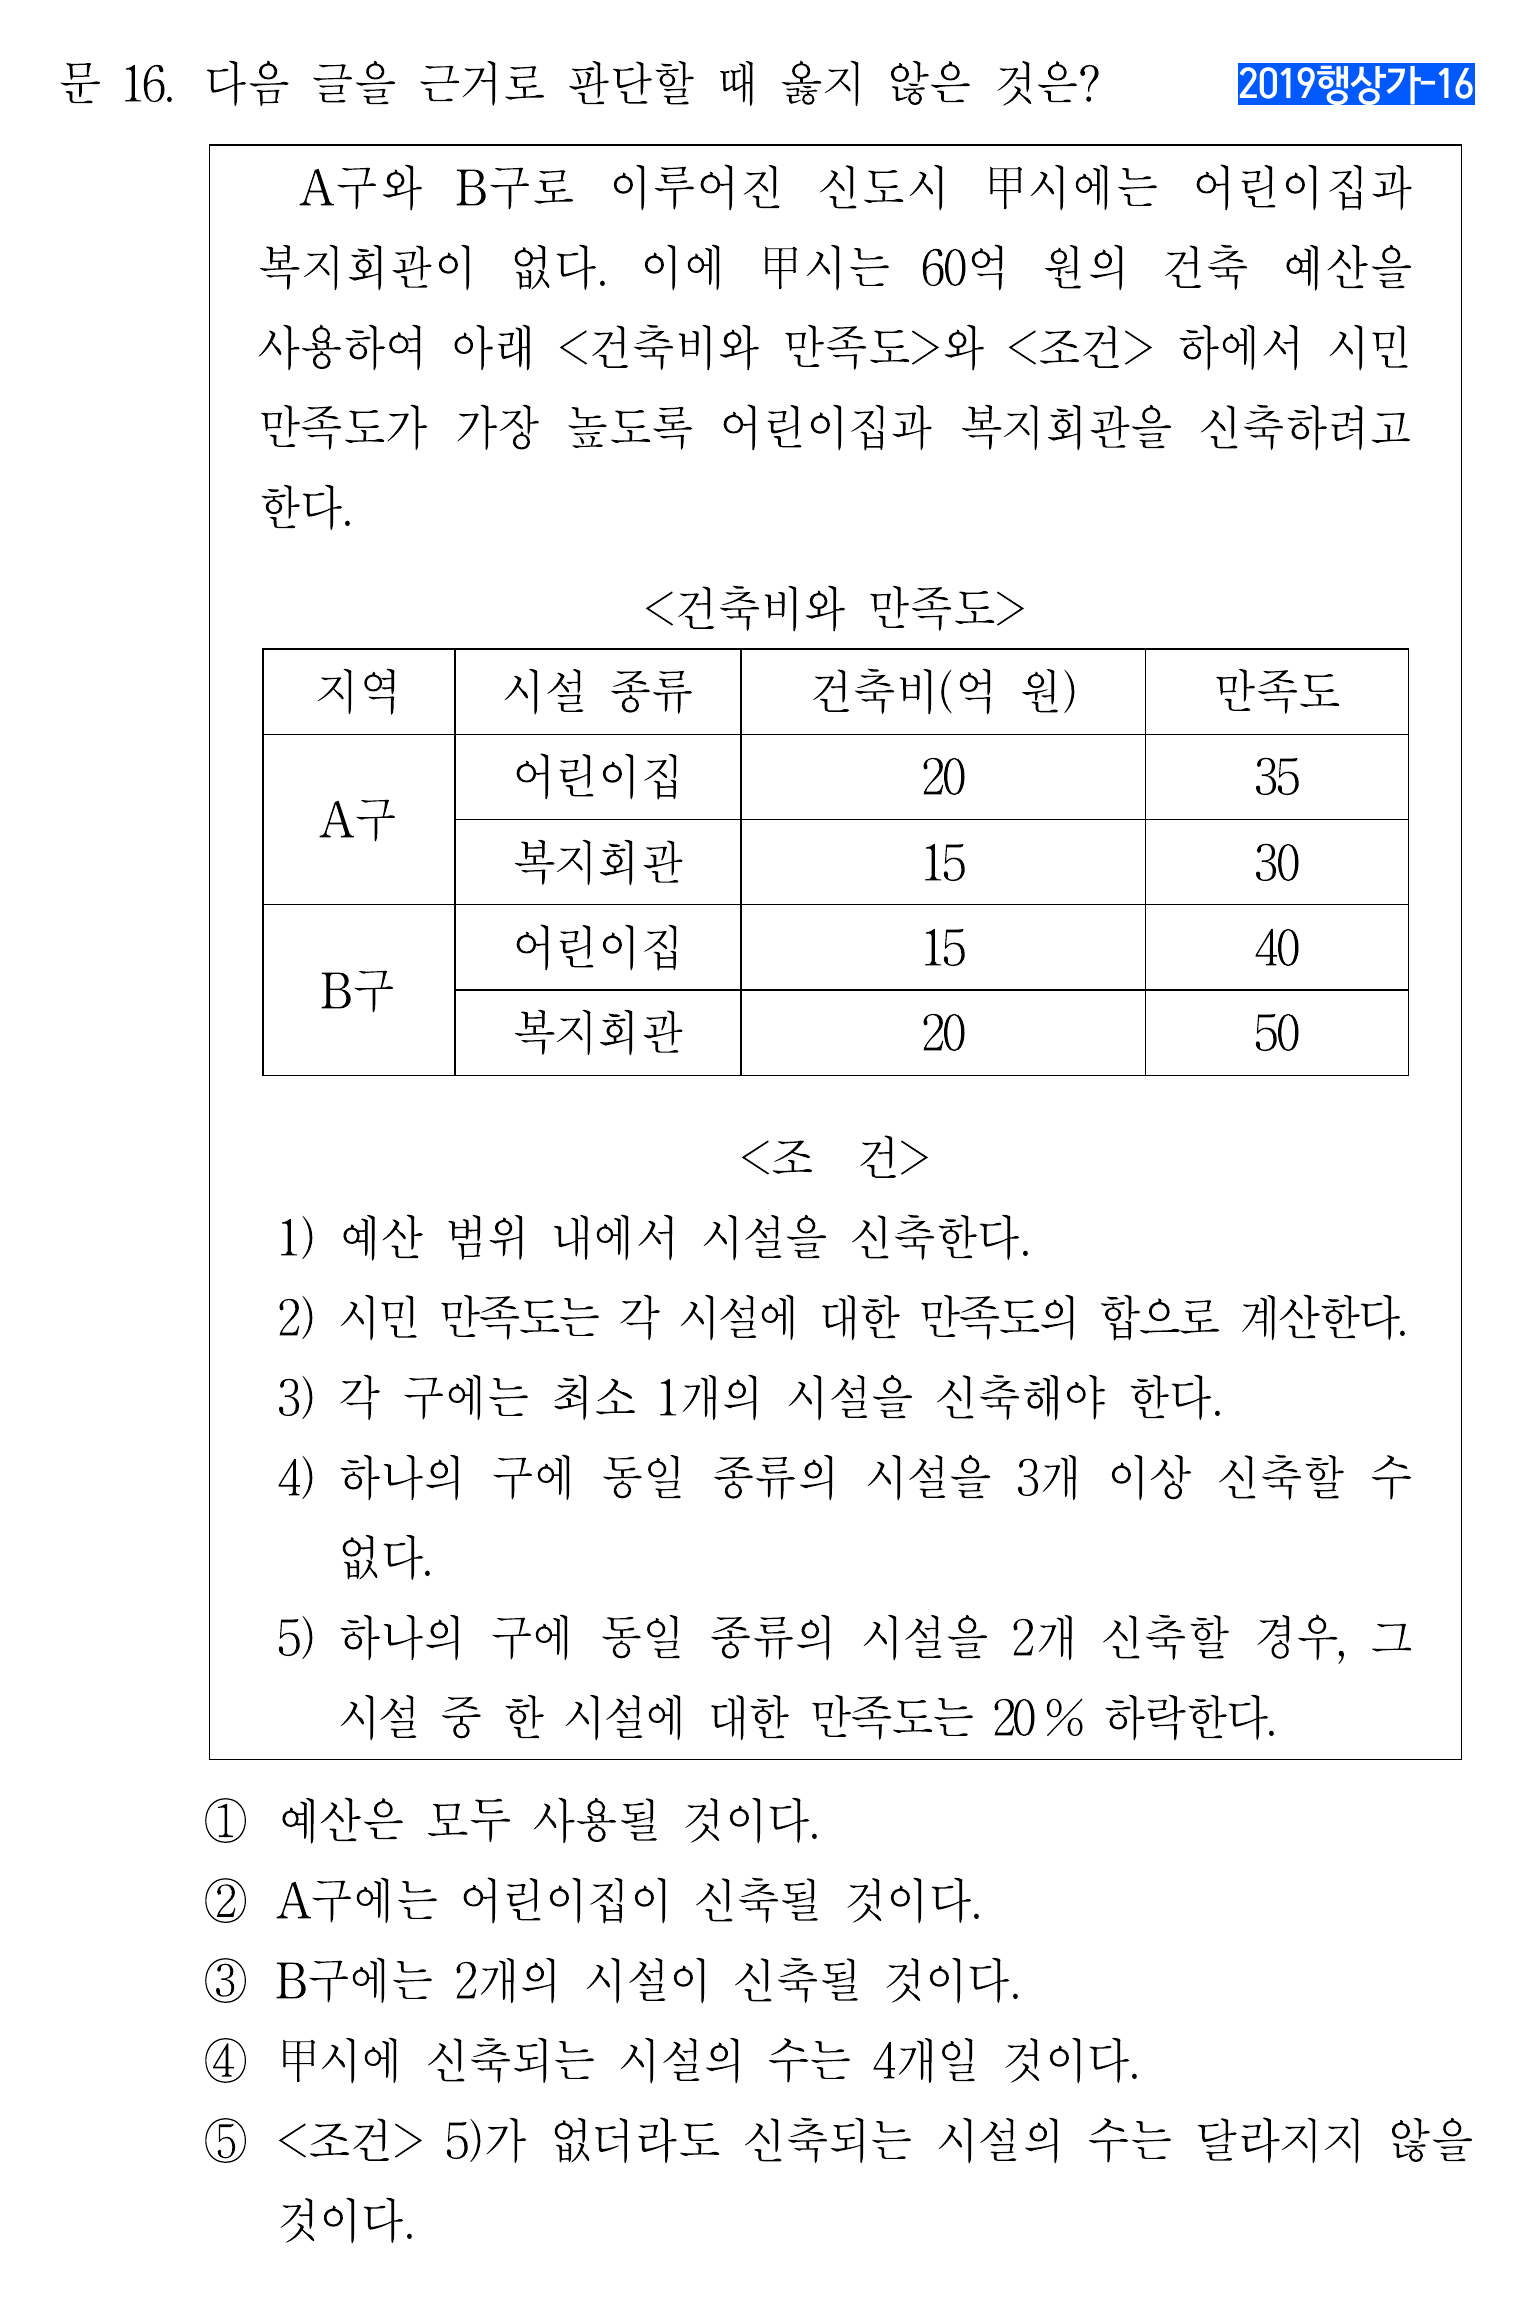 문 16. 다음 글을 근거로 판단할 때 옳지 않은 것은? 2019행상가-16
A구와 B구로 이루어진 신도시 甲시에는 어린이집과
복지회관이 없다. 이에 甲시는 60억 원의 건축 예산을
사용하여 아래 <건축비와 만족도>와 <조건> 하에서 시민
만족도가 가장 높도록 어린이집과 복지회관을 신축하려고
한다.
<건축비와 만족도>
지역 시설 종류 건축비(억 원) 만족도
A구 어린이집 20 35
복지회관 15 30
B구 어린이집 15 40
복지회관 20 50
<조 건>
1) 예산 범위 내에서 시설을 신축한다.
2) 시민 만족도는 각 시설에 대한 만족도의 합으로 계산한다.
3) 각 구에는 최소 1개의 시설을 신축해야 한다.
4) 하나의 구에 동일 종류의 시설을 3개 이상 신축할 수
없다.
5) 하나의 구에 동일 종류의 시설을 2개 신축할 경우, 그
시설 중 한 시설에 대한 만족도는 20% 하락한다.
① 예산은 모두 사용될 것이다.
② A구에는 어린이집이 신축될 것이다.
③ B구에는 2개의 시설이 신축될 것이다.
④ 甲시에 신축되는 시설의 수는 4개일 것이다.
⑤ <조건> 5)가 없더라도 신축되는 시설의 수는 달라지지 않을
것이다.